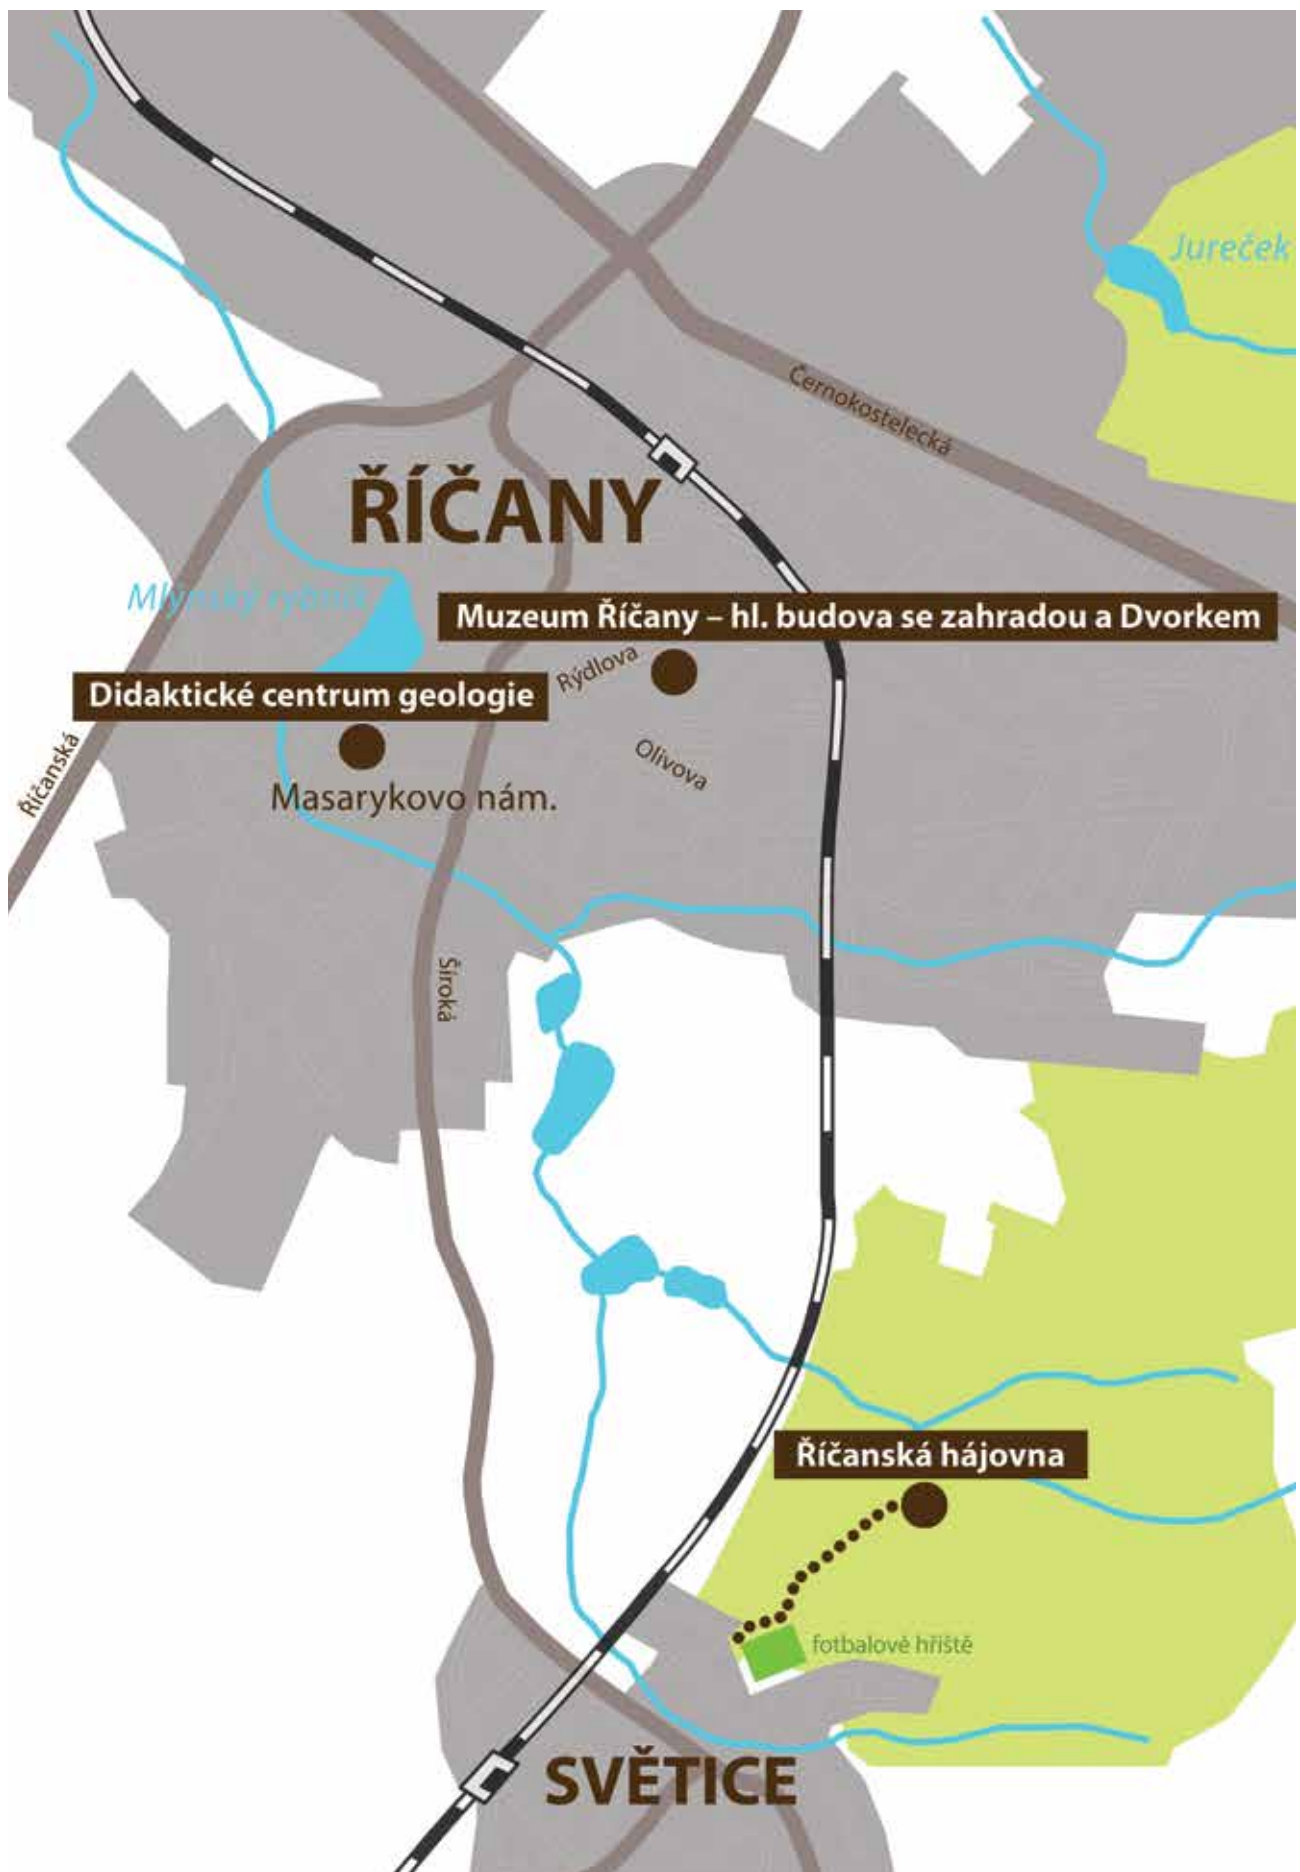 Jureček
Černokostelecká
ŘÍČANY
Mlýnský rybník
Muzeum Říčany – hl. budova se zahradou a Dvorkem
Rýdlova
Didaktické centrum geologie
Olivova
Říčanská
Masarykovo nám.
Široká
Říčanská hájovna
fotbalové hřiště
SVĚTICE